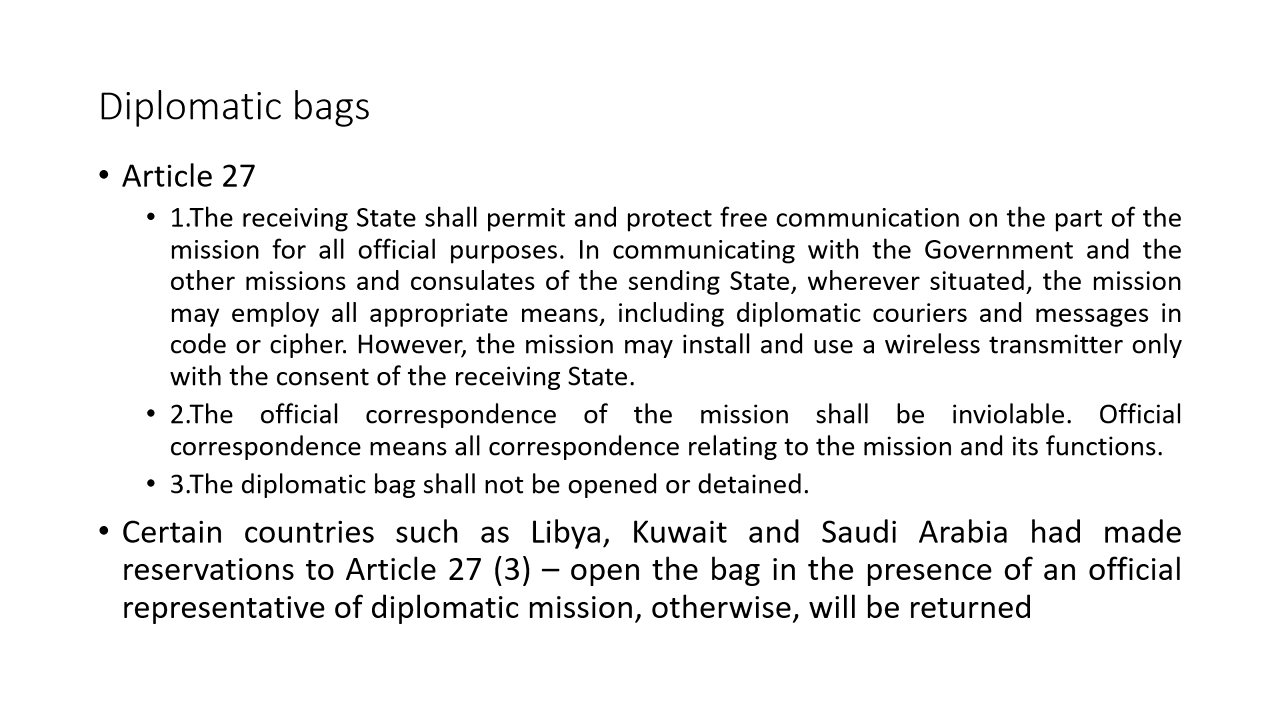 Diplomatic bags
• Article 27
• 1.The receiving State shall permit and protect free communication on the part of the
mission for all official purposes. In communicating with the Government and the
other missions and consulates of the sending State, wherever situated, the mission
may employ all appropriate means, including diplomatic couriers and messages in
code or cipher. However, the mission may install and use a wireless transmitter only
with the consent of the receiving State.
• 2.The official correspondence of the mission shall be inviolable. Official
correspondence means all correspondence relating to the mission and its functions.
• 3.The diplomatic bag shall not be opened or detained.
• Certain countries such as Libya, Kuwait and Saudi Arabia had made
reservations to Article 27 (3) – open the bag in the presence of an official
representative of diplomatic mission, otherwise, will be returned